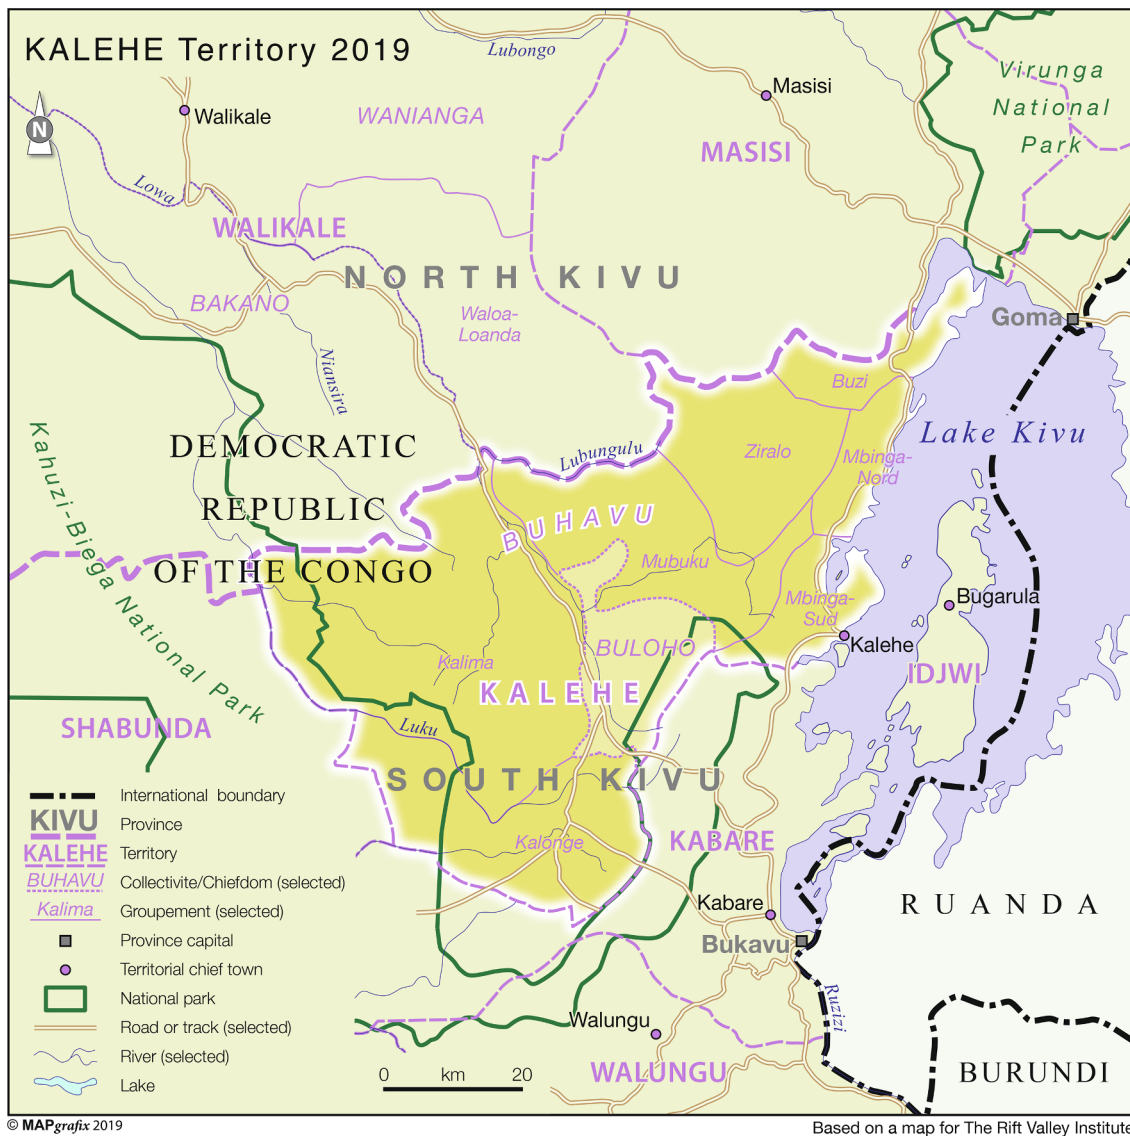 KALEHE Territory 2019
Lubongo
Virunga
National
Park
Masisi
Walikale
WANIANGA
N
MASISI
Lowa
WALIKALE
NORTH KIVU
BAKANO
Waloa-
Loanda
Goma
Niansira
Buzi
Kahuzi-Biega National Park
DEMOCRATIC
REPUBLIC
OF THE CONGO
Lake Kivu
Lubungulu
Ziralo
Mbinga-
Nord
BUHAVU
Mubuku
Mbinga-
Sud
Bugarula
Kalehe
BULOHO
Kalima
KALEHE
IDJWI
SHABUNDA
Luku
SOUTH KIVU
Kalonge
KABARE
Kabare
RUANDA
Bukavu
Ruzizi
Walungu
WALUNGU
BURUNDI
International boundary
KIVU Province
KALEHE Territory
BUHAVU Collectivite/Chiefdom (selected)
Kalima Groupement (selected)
Province capital
Territorial chief town
National park
Road or track (selected)
River (selected)
Lake
0 km 20
© MAPgrafix 2019
Based on a map for The Rift Valley Institute